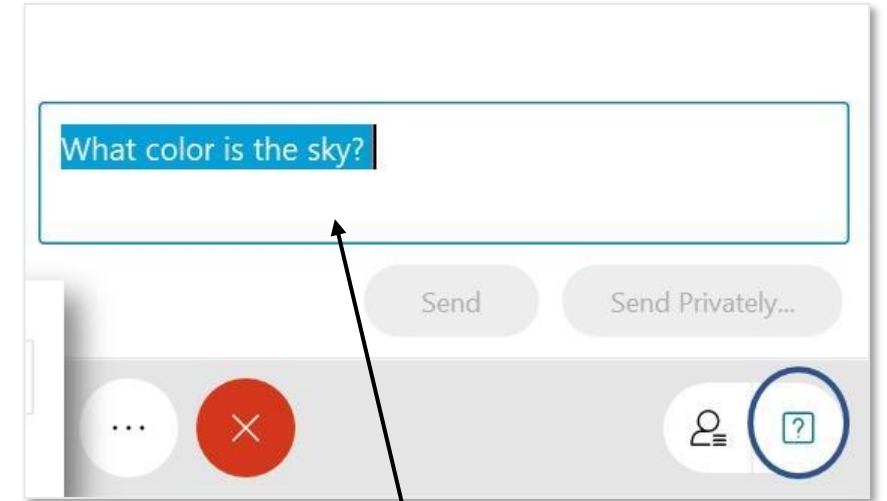 What color is the sky?
Send Send Privately...
...
?